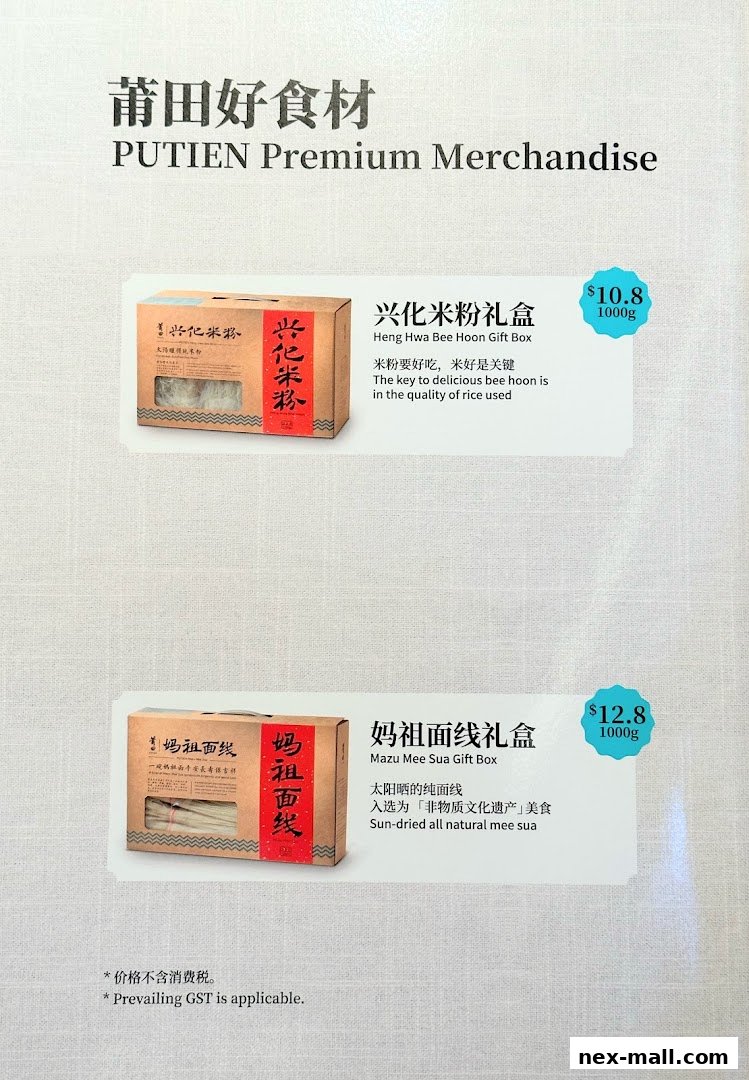 莆田好食材
PUTIEN Premium Merchandise
莆田 兴化米粉
兴化米粉
兴化米粉礼盒
Heng Hwa Bee Hoon Gift Box
米粉要好吃，米好是关键
The key to delicious bee hoon is
in the quality of rice used
$10.8
1000g
莆田 妈祖面线
妈祖面线
妈祖面线礼盒
Mazu Mee Sua Gift Box
太阳晒的纯面线
入选为「非物质文化遗产」美食
Sun-dried all natural mee sua
$12.8
1000g
* 价格不含消费税。
* Prevailing GST is applicable.
nex-mall.com